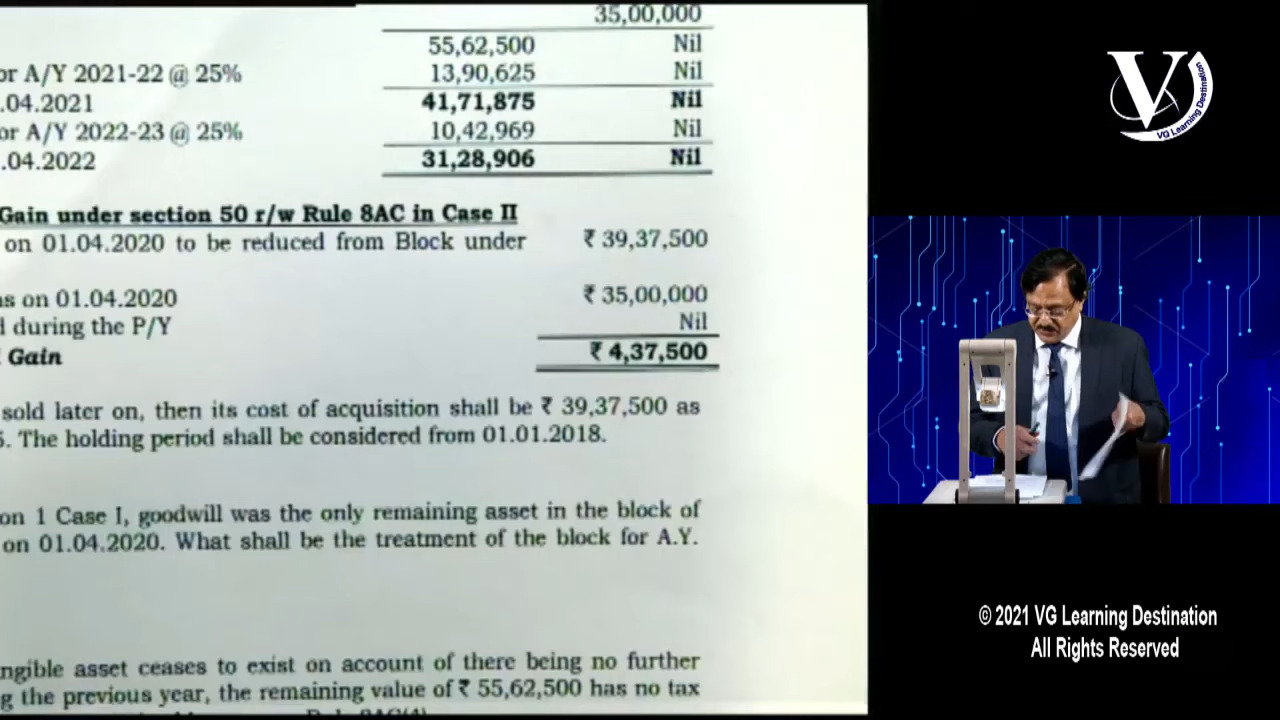 35,00,000
55,62,500 Nil
or A/Y 2021-22 @ 25% 13,90,625 Nil
.04.2021 41,71,875 Nil
or A/Y 2022-23 @ 25% 10,42,969 Nil
.04.2022 31,28,906 Nil
Gain under section 50 r/w Rule 8AC in Case II
on 01.04.2020 to be reduced from Block under ₹ 39,37,500
as on 01.04.2020 ₹ 35,00,000
d during the P/Y Nil
Gain ₹ 4,37,500
sold later on, then its cost of acquisition shall be ₹ 39,37,500 as
5. The holding period shall be considered from 01.01.2018.
on 1 Case I, goodwill was the only remaining asset in the block of
on 01.04.2020. What shall be the treatment of the block for A.Y.
ngible asset ceases to exist on account of there being no further
g the previous year, the remaining value of ₹ 55,62,500 has no tax
V
VG Learning Destination
© 2021 VG Learning Destination
All Rights Reserved